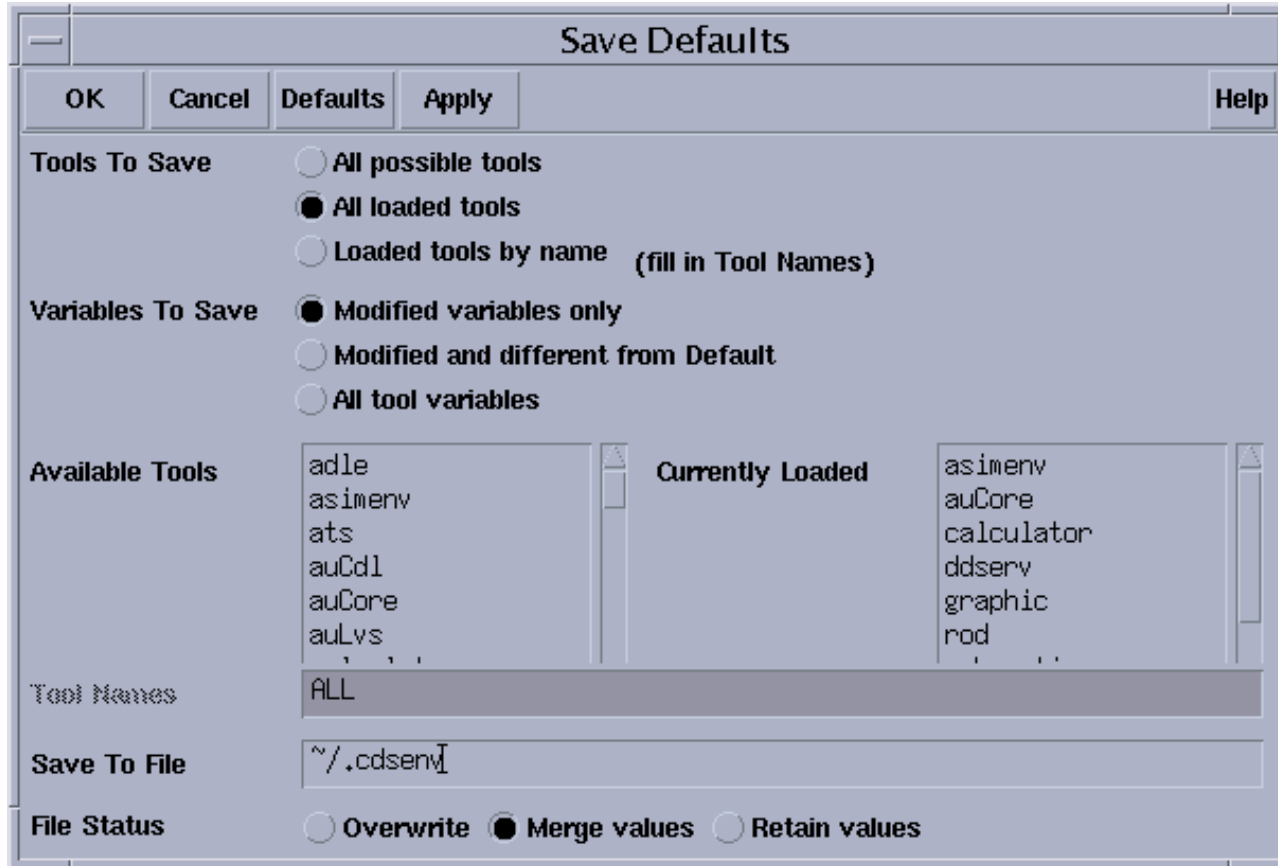 Save Defaults
OK Cancel Defaults Apply Help
Tools To Save All possible tools
All loaded tools
Loaded tools by name (fill in Tool Names)
Variables To Save Modified variables only
Modified and different from Default
All tool variables
Available Tools adle Currently Loaded asimenv
asimenv auCore
ats calculator
auCdl ddserv
auCore graphic
auLvs rod
Tool Names ALL
Save To File ~/.cdsenv
File Status Overwrite Merge values Retain values